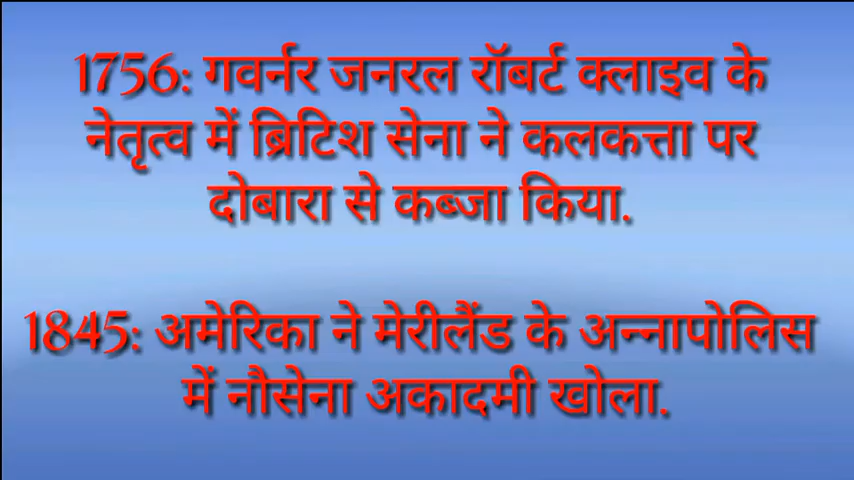 1756: गवर्नर जनरल रॉबर्ट क्लाइव के
नेतृत्व में ब्रिटिश सेना ने कलकत्ता पर
दोबारा से कब्जा किया.
1845: अमेरिका ने मेरीलैंड के अन्नापोलिस
में नौसेना अकादमी खोला.